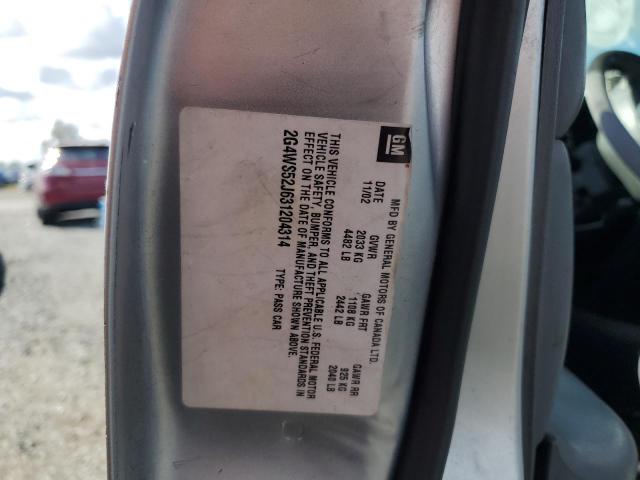 GM
MFD BY GENERAL MOTORS OF CANADA LTD.
DATE GVWR GAWR FRT GAWR RR
11/02 2033 KG 1108 KG 925 KG
4482 LB 2442 LB 2040 LB
THIS VEHICLE CONFORMS TO ALL APPLICABLE U.S. FEDERAL MOTOR
VEHICLE SAFETY, BUMPER, AND THEFT PREVENTION STANDARDS IN
EFFECT ON THE DATE OF MANUFACTURE SHOWN ABOVE.
2G4WS52J631204314 TYPE: PASS CAR